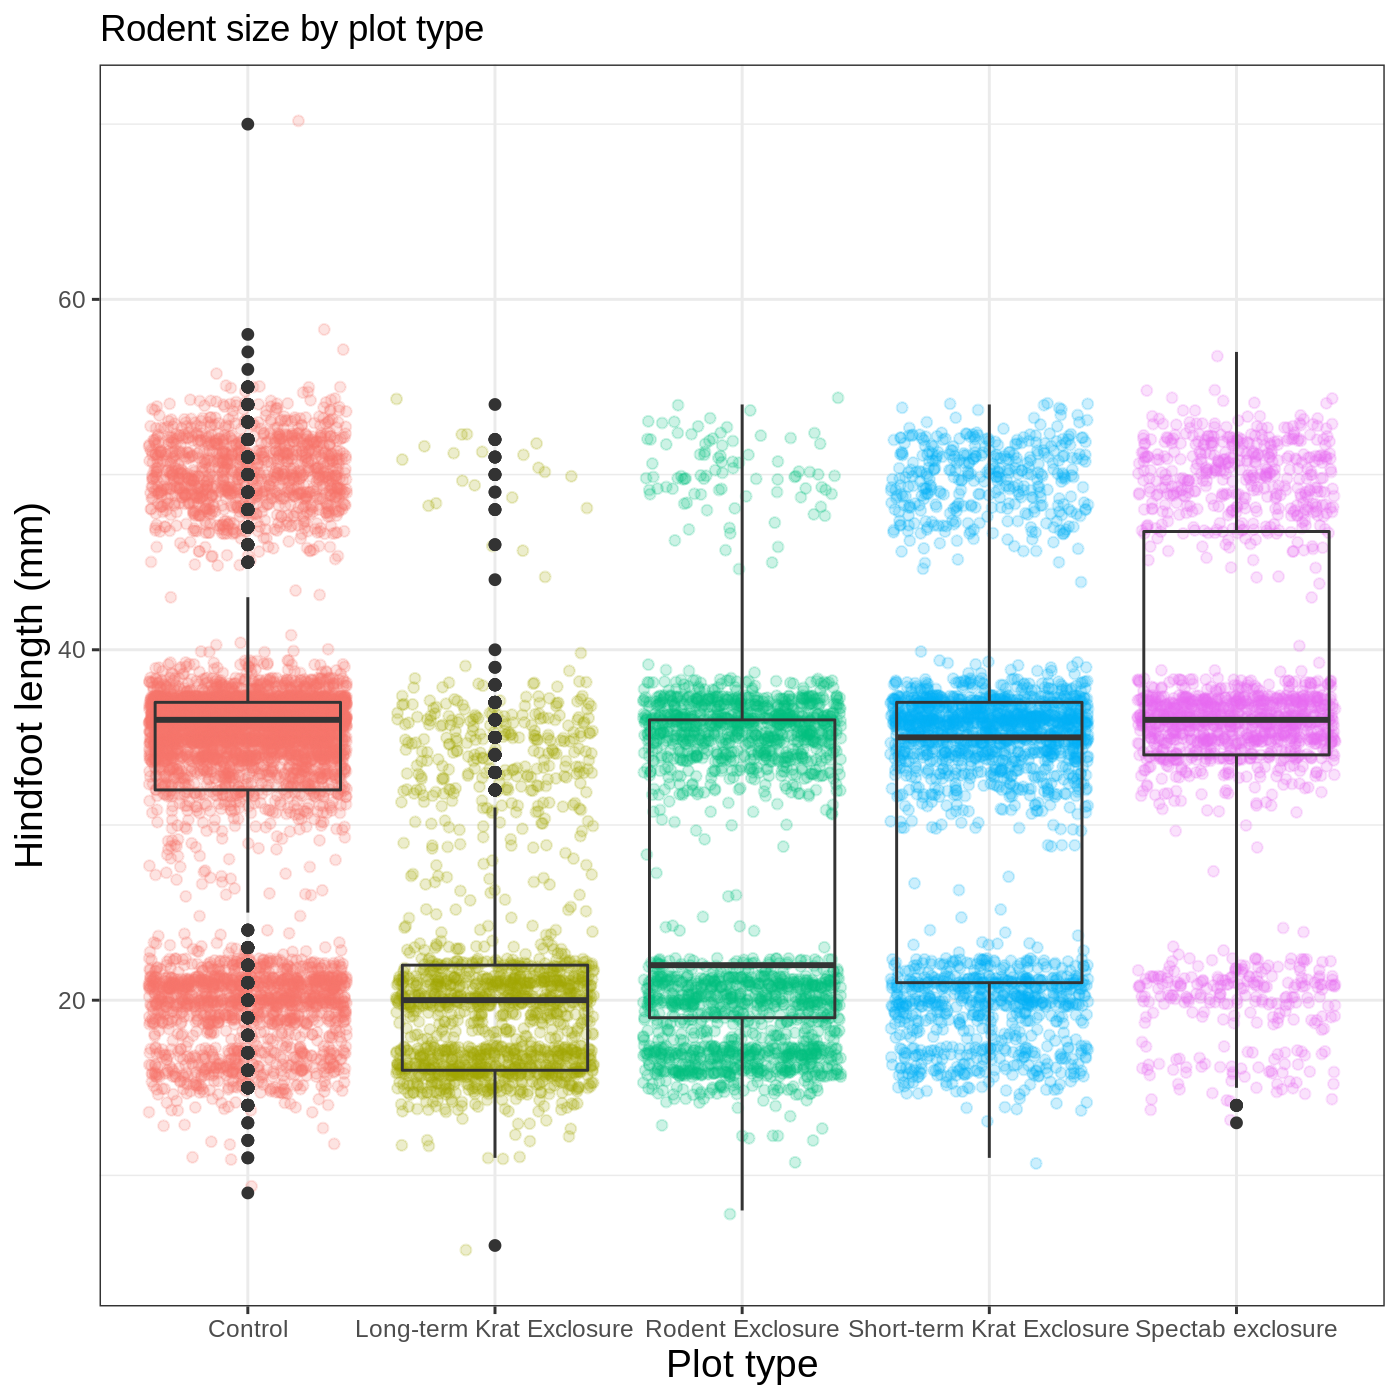 Rodent size by plot type
Hindfoot length (mm)
60
40
20
Control Long-term Krat Exclosure Rodent Exclosure Short-term Krat Exclosure Spectab exclosure
Plot type